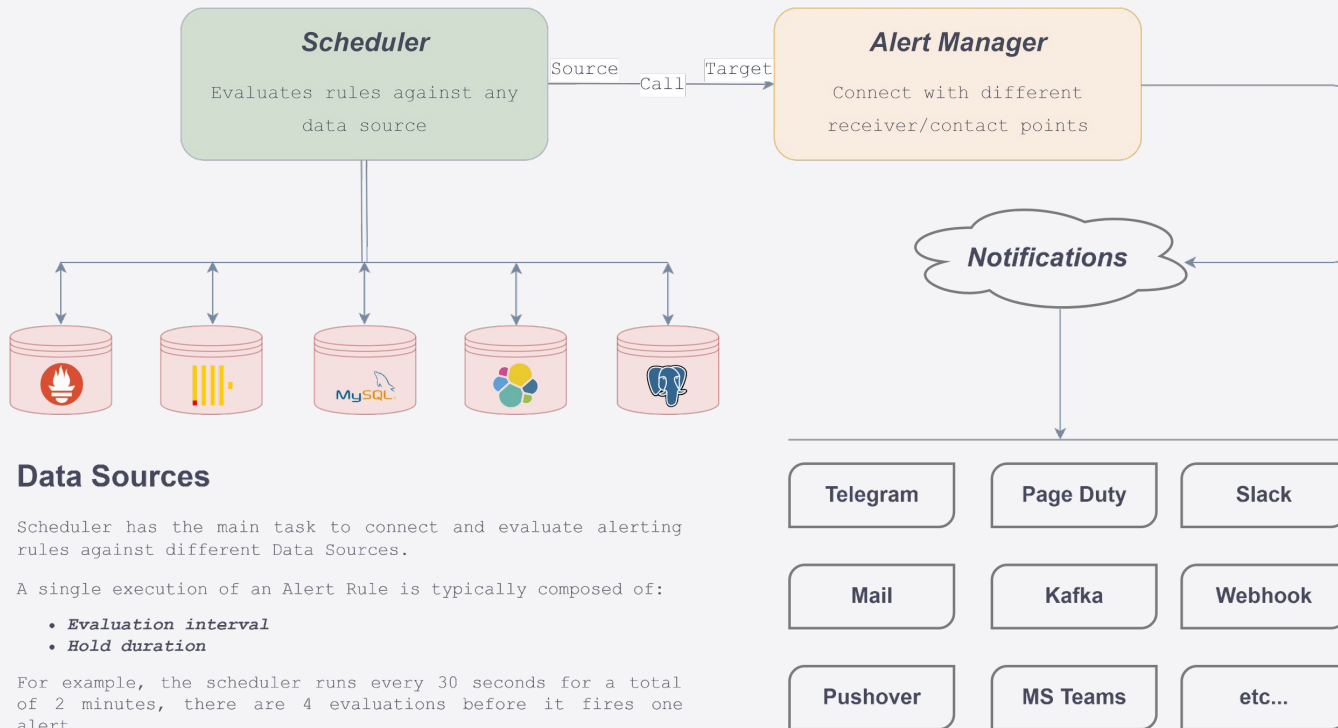 Scheduler
Evaluates rules against any
data source
Source
Call
Target
Alert Manager
Connect with different
receiver/contact points
Notifications
MySQL
Data Sources
Scheduler has the main task to connect and evaluate alerting
rules against different Data Sources.
A single execution of an Alert Rule is typically composed of:
• Evaluation interval
• Hold duration
For example, the scheduler runs every 30 seconds for a total
of 2 minutes, there are 4 evaluations before it fires one
alert
Telegram
Page Duty
Slack
Mail
Kafka
Webhook
Pushover
MS Teams
etc...